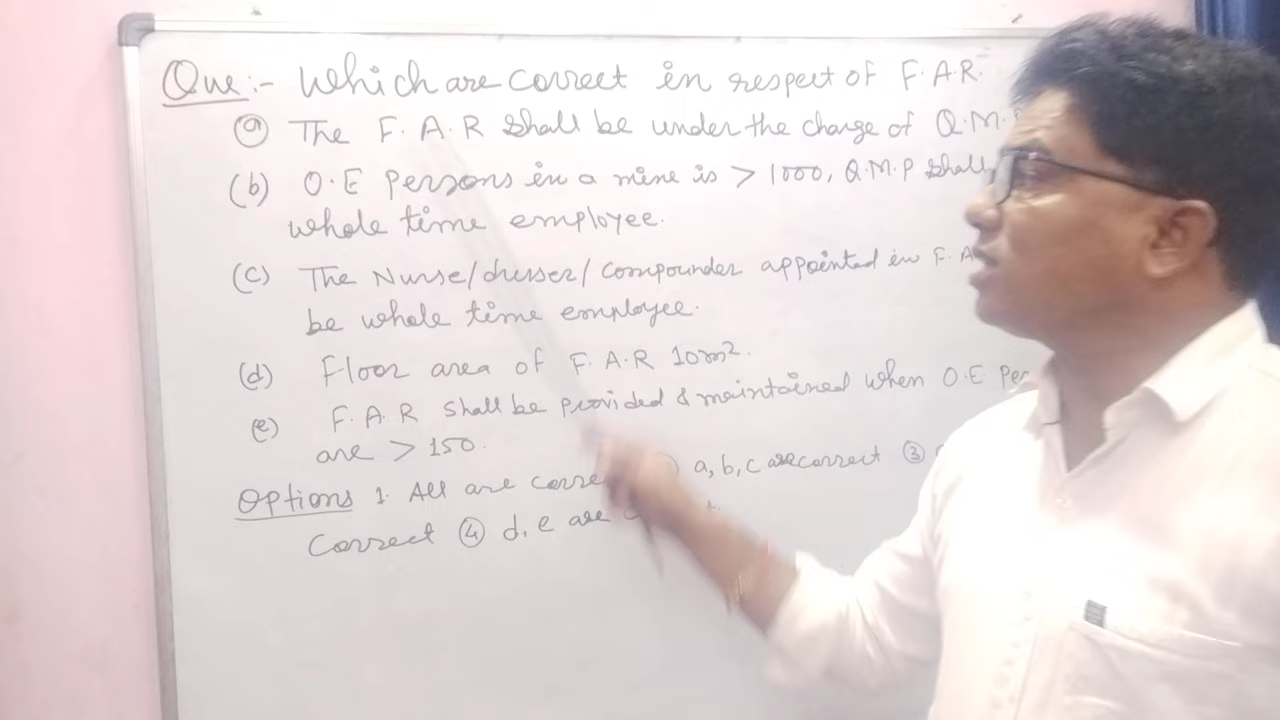 Que:- Which are correct in respect of F.A.R.
(a) The F.A.R shall be under the charge of Q.M.
(b) O.E persons in a mine is > 1000, Q.M.P shall
whole time employee.
(c) The Nurse/dresser/compounder appointed in F.A
be whole time employee.
(d) Floor area of F.A.R 10m².
(e) F.A.R shall be provided & maintained when O.E per
are > 150.
Options 1. All are corre a,b,c are correct ③
Correct ④ d,e are